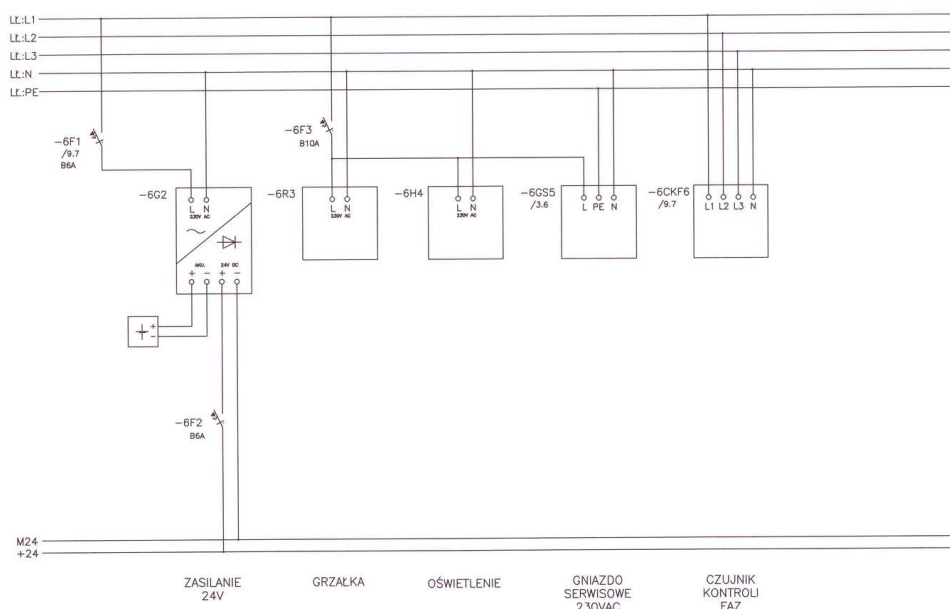 LŁ:L1
LŁ:L2
LŁ:L3
LŁ:N
LŁ:PE
-6F1
/9.7
B6A
-6G2
L N
230V AC
AKU. 24V DC
+ - + -
+
-
-6F2
B6A
-6F3
B10A
-6R3
L N
230V AC
-6H4
L N
230V AC
-6GS5
/3.6
L PE N
-6CKF6
/9.7
L1 L2 L3 N
M24
+24
ZASILANIE
24V
GRZAŁKA
OŚWIETLENIE
GNIAZDO
SERWISOWE
230VAC
CZUJNIK
KONTROLI
FAZ